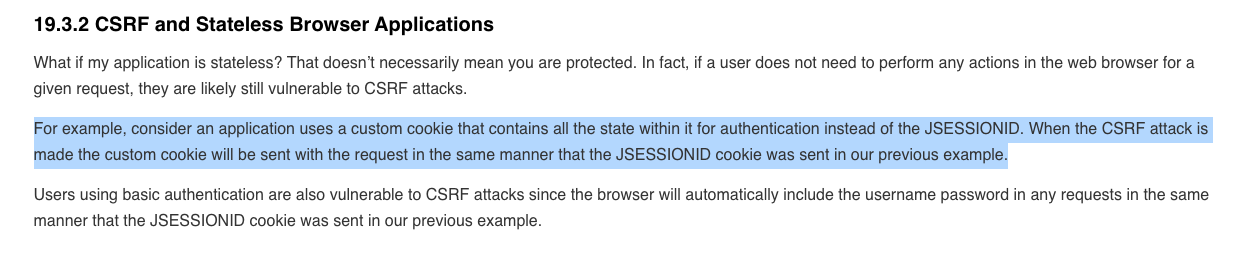 19.3.2 CSRF and Stateless Browser Applications
What if my application is stateless? That doesn’t necessarily mean you are protected. In fact, if a user does not need to perform any actions in the web browser for a
given request, they are likely still vulnerable to CSRF attacks.
For example, consider an application uses a custom cookie that contains all the state within it for authentication instead of the JSESSIONID. When the CSRF attack is
made the custom cookie will be sent with the request in the same manner that the JSESSIONID cookie was sent in our previous example.
Users using basic authentication are also vulnerable to CSRF attacks since the browser will automatically include the username password in any requests in the same
manner that the JSESSIONID cookie was sent in our previous example.